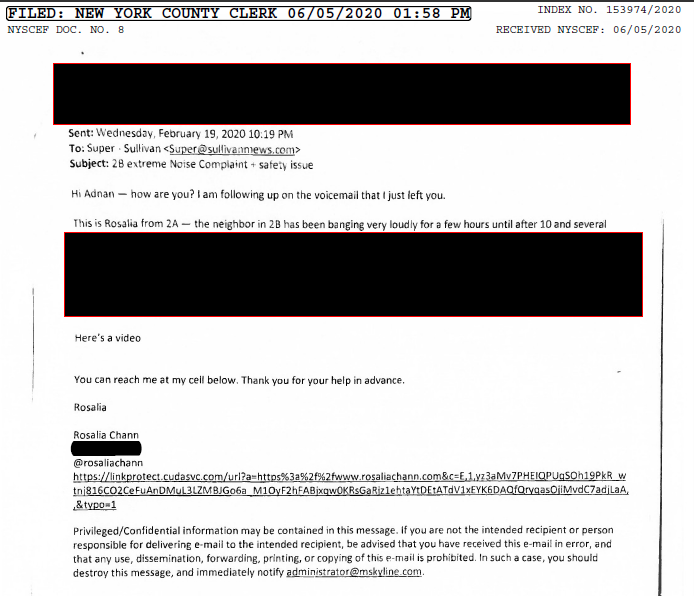 FILED: NEW YORK COUNTY CLERK 06/05/2020 01:58 PM
INDEX NO. 153974/2020
NYSCEF DOC. NO. 8
RECEIVED NYSCEF: 06/05/2020
Sent: Wednesday, February 19, 2020 10:19 PM
To: Super - Sullivan <Super@sullivanmews.com>
Subject: 2B extreme Noise Complaint + safety issue
Hi Adnan — how are you? I am following up on the voicemail that I just left you.
This is Rosalia from 2A — the neighbor in 2B has been banging very loudly for a few hours until after 10 and several
Here's a video
You can reach me at my cell below. Thank you for your help in advance.
Rosalia
Rosalia Chann
@rosaliachann
https://linkprotect.cudasvc.com/url?a=https%3a%2f%2fwww.rosaliachann.com&c=E,1,yz3aMv7PHEIQPUgSOh19PkR_w
tnj816CO2CeFuAnDMuL3LZMBJGo6a_M1OyF2hFABjxqw0KRsGaRjz1ehtaYtDEtATdV1xEYK6DAQfQryqasOjiMvdC7adjLaA,
,&typo=1
Privileged/Confidential information may be contained in this message. If you are not the intended recipient or person
responsible for delivering e-mail to the intended recipient, be advised that you have received this e-mail in error, and
that any use, dissemination, forwarding, printing, or copying of this e-mail is prohibited. In such a case, you should
destroy this message, and immediately notify administrator@mskyline.com.